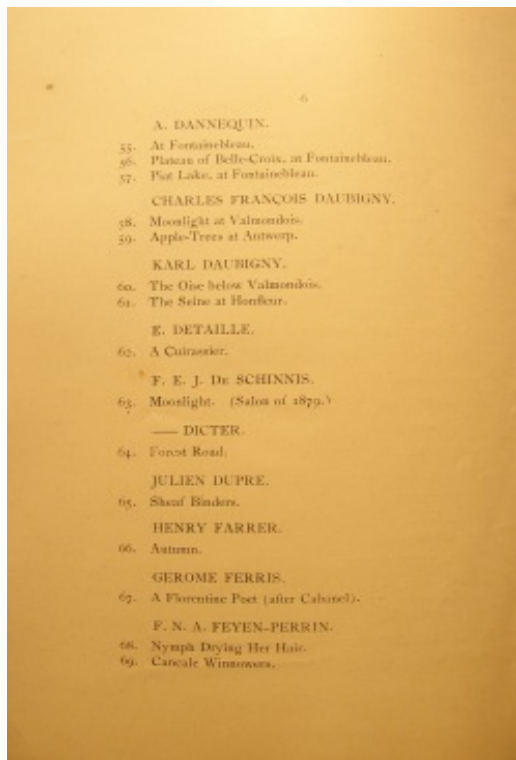 6
A. DANNEQUIN.
55. At Fontainebleau.
56. Plateau of Belle-Croix, at Fontainebleau.
57. Piat Lake, at Fontainebleau.
CHARLES FRANÇOIS DAUBIGNY.
58. Moonlight at Valmondois.
59. Apple-Trees at Antwerp.
KARL DAUBIGNY.
60. The Oise below Valmondois.
61. The Seine at Honfleur.
E. DETAILLE.
62. A Cuirassier.
F. E. J. DE SCHINNIS.
63. Moonlight. (Salon of 1879.)
—— DICTER.
64. Forest Road.
JULIEN DUPRE.
65. Sheaf Binders.
HENRY FARRER.
66. Autumn.
GEROME FERRIS.
67. A Florentine Poet (after Cabanel).
F. N. A. FEYEN-PERRIN.
68. Nymph Drying Her Hair.
69. Cancale Winnowers.